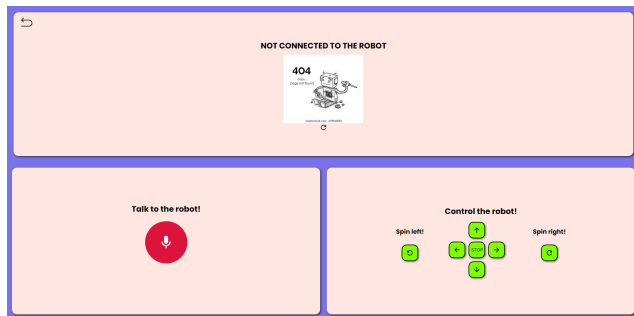 NOT CONNECTED TO THE ROBOT
404
page not found
Talk to the robot!
Control the robot!
Spin left!
Spin right!
STOP